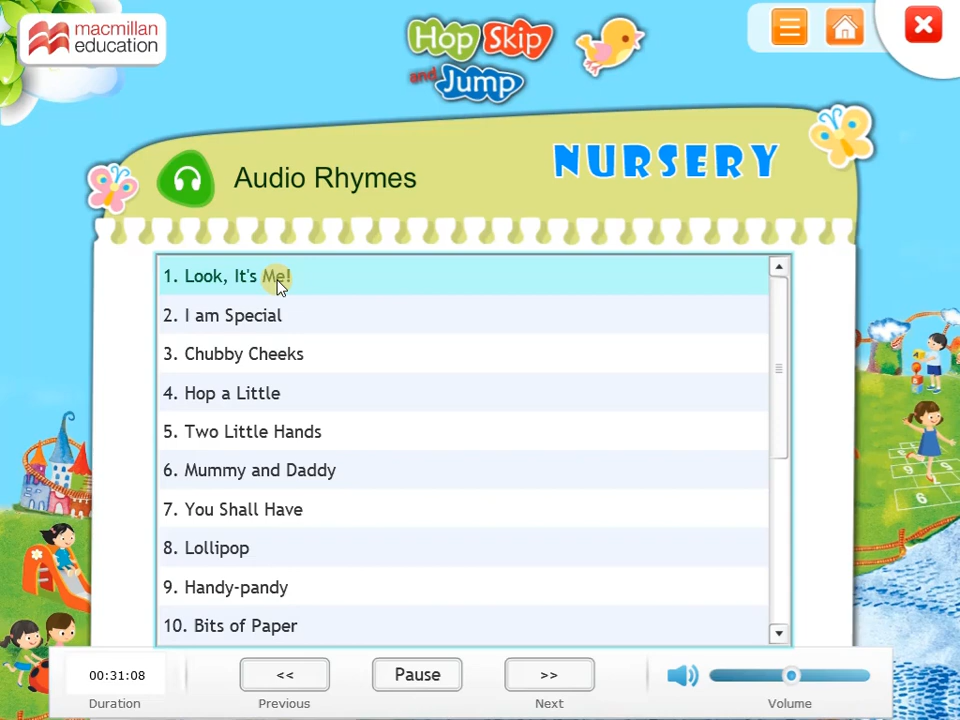 macmillan
education
Hop Skip
and Jump
NURSERY
Audio Rhymes
1. Look, It's Me!
2. I am Special
3. Chubby Cheeks
4. Hop a Little
5. Two Little Hands
6. Mummy and Daddy
7. You Shall Have
8. Lollipop
9. Handy-pandy
10. Bits of Paper
00:31:08
<< Pause >>
Duration Previous Next Volume